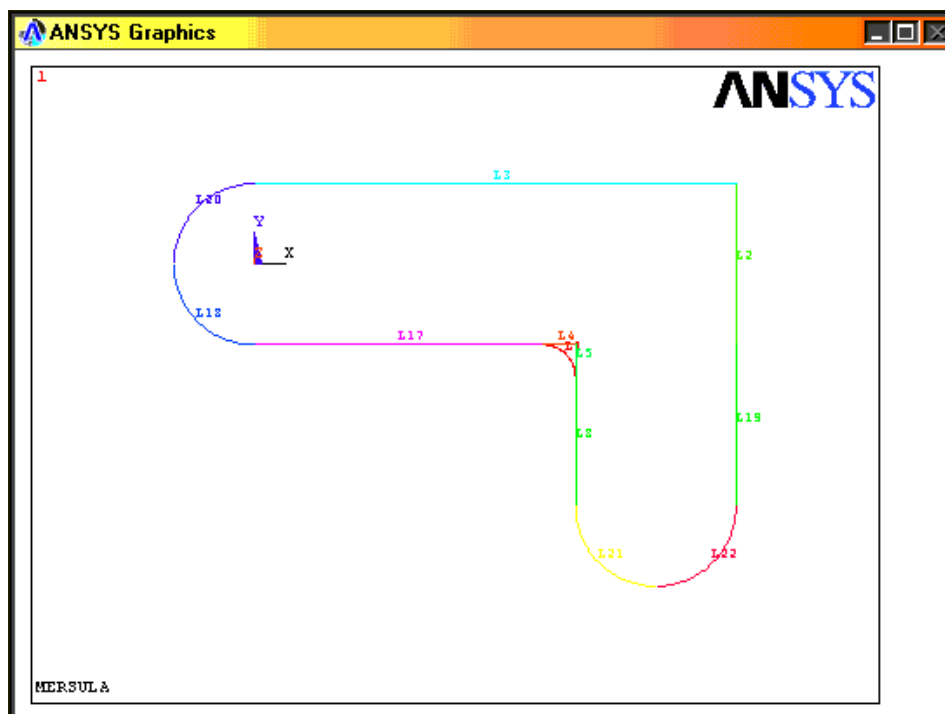 ANSYS Graphics
1
ANSYS
L3
L20
Y
X
L2
L18
L17
L4
L5
L19
L8
L21
L22
MERSULA